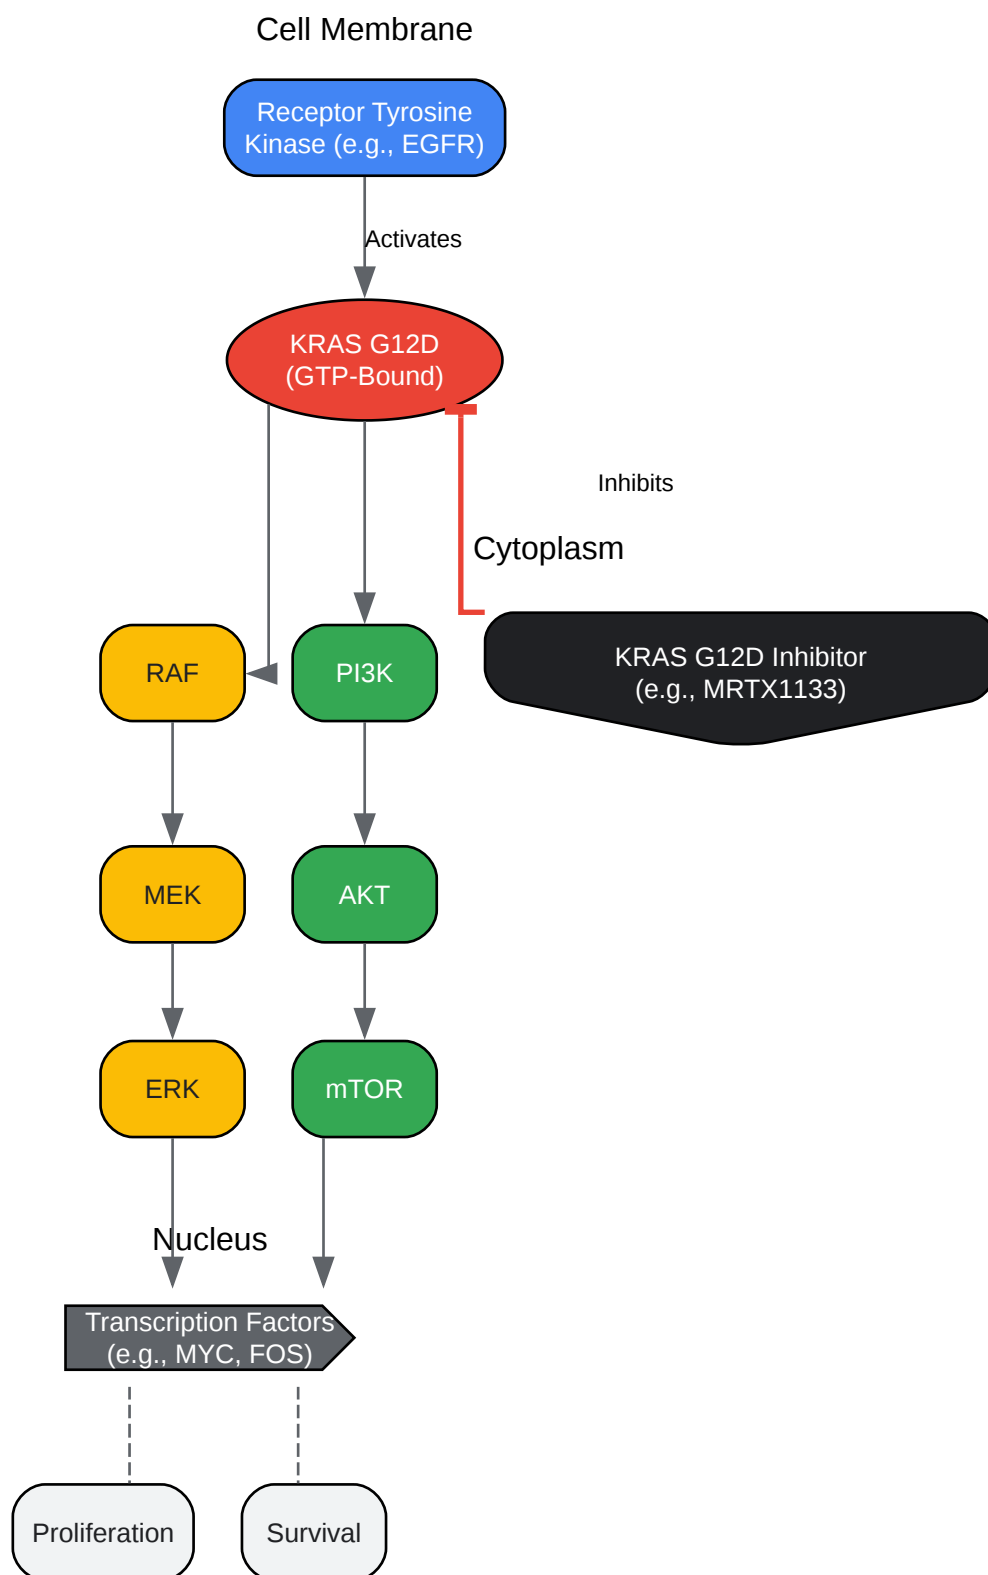 Cell Membrane
Receptor Tyrosine
Kinase (e.g., EGFR)
Activates
KRAS G12D
(GTP-Bound)
Inhibits
Cytoplasm
RAF
PI3K
KRAS G12D Inhibitor
(e.g., MRTX1133)
MEK
AKT
ERK
mTOR
Nucleus
Transcription Factors
(e.g., MYC, FOS)
Proliferation
Survival